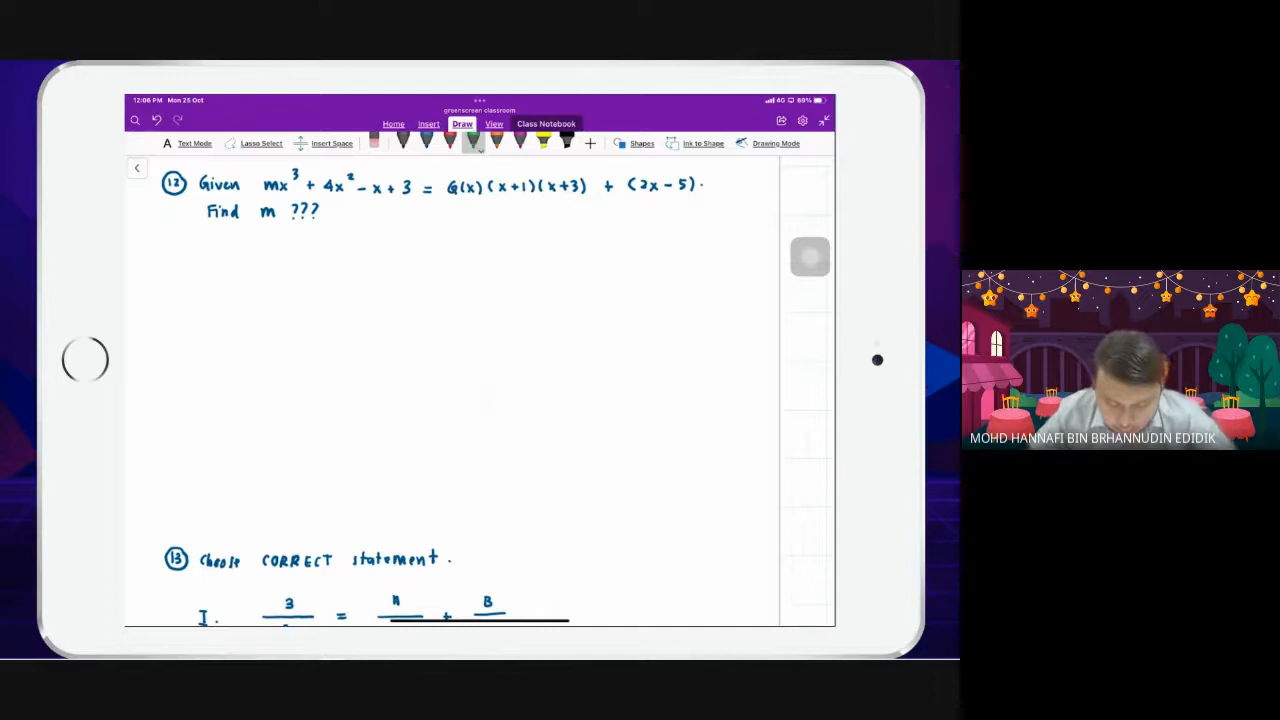 12:06 PM Mon 25 Oct
4G 69%
greenscreen classroom
Home Insert Draw View Class Notebook
A Text Mode Lasso Select Insert Space Shapes Ink to Shape Drawing Mode
⑫ Given mx³ + 4x² - x + 3 = Q(x)(x+1)(x+3) + (2x-5).
Find m ???
⑬ Choose CORRECT statement.
I. 3 = A + B
MOHD HANNAFI BIN BRHANNUDIN EDIDIK